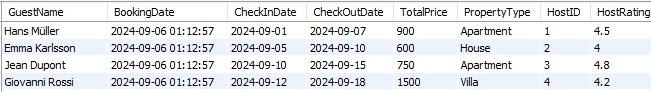 GuestName BookingDate CheckInDate CheckOutDate TotalPrice PropertyType HostID HostRating
Hans Müller 2024-09-06 01:12:57 2024-09-01 2024-09-07 900 Apartment 1 4.5
Emma Karlsson 2024-09-06 01:12:57 2024-09-05 2024-09-10 600 House 2 4
Jean Dupont 2024-09-06 01:12:57 2024-09-10 2024-09-15 750 Apartment 3 4.8
Giovanni Rossi 2024-09-06 01:12:57 2024-09-12 2024-09-18 1500 Villa 4 4.2